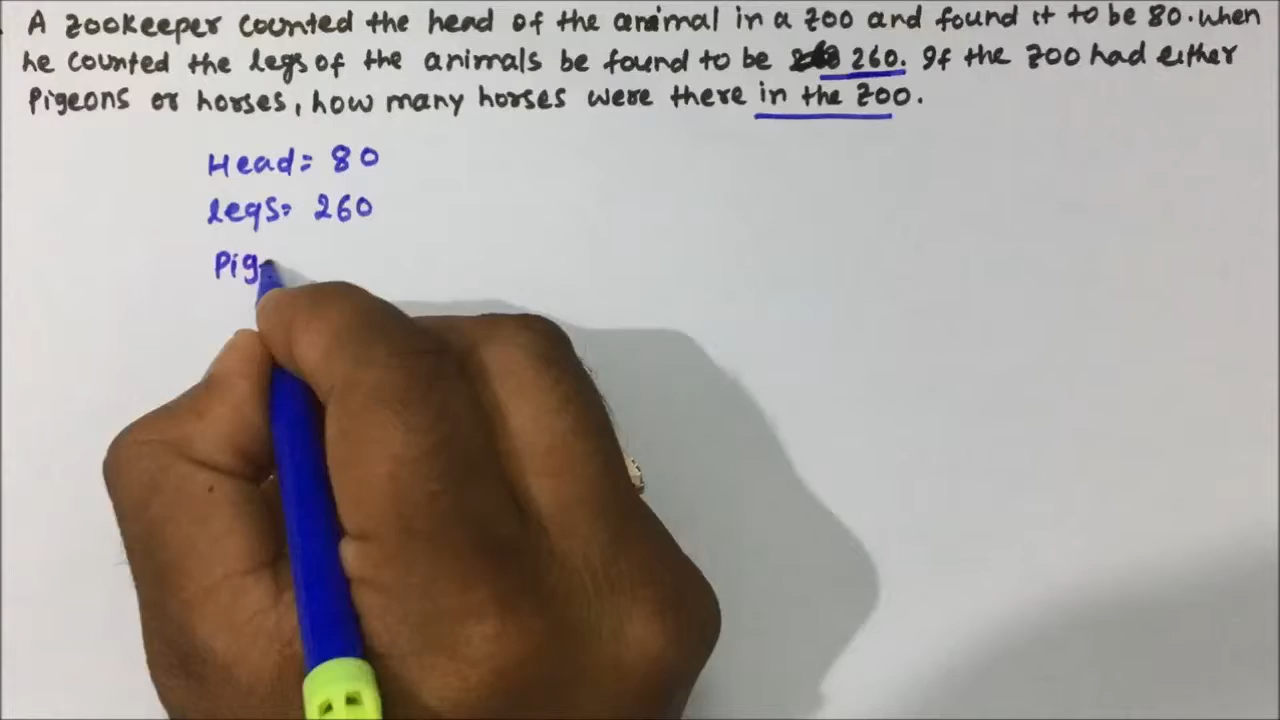 A zookeeper counted the head of the animal in a zoo and found it to be 80. when
he counted the legs of the animals be found to be 260. If the zoo had either
Pigeons or horses, how many horses were there in the zoo.
Head = 80
legs = 260
Pig